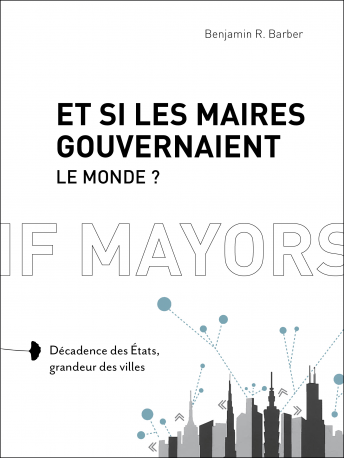 Benjamin R. Barber
ET SI LES MAIRES
GOUVERNAIENT
LE MONDE ?
IF MAYORS
Décadence des États,
grandeur des villes